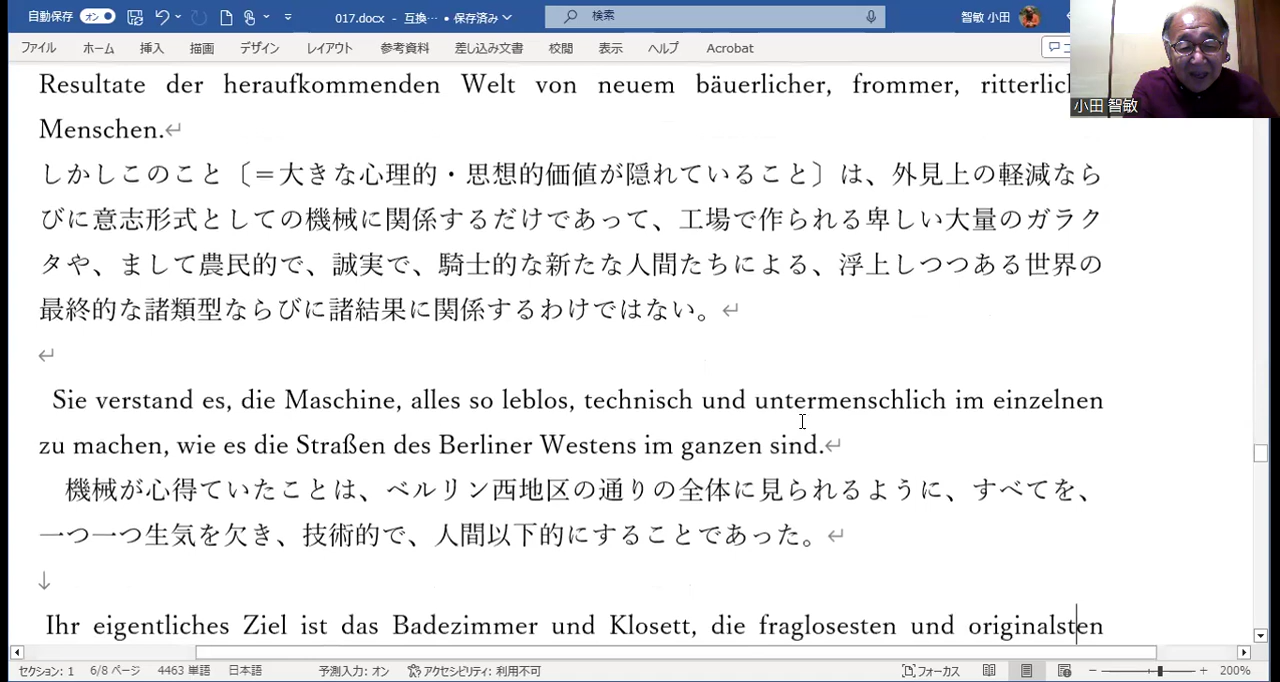 自動保存 オン 017.docx - 互換… • 保存済み 検索 智敏 小田
ファイル ホーム 挿入 描画 デザイン レイアウト 参考資料 差し込み文書 校閲 表示 ヘルプ Acrobat
小田 智敏
Resultate der heraufkommenden Welt von neuem bäuerlicher, frommer,
Menschen.
しかしこのこと〔＝大きな心理的・思想的価値が隠れていること〕は、外見上の軽減なら
びに意志形式としての機械に関係するだけであって、工場で作られる卑しい大量のガラク
タや、まして農民的で、誠実で、騎士的な新たな人間たちによる、浮上しつつある世界の
最終的な諸類型ならびに諸結果に関係するわけではない。
Sie verstand es, die Maschine, alles so leblos, technisch und untermenschlich im einzelnen
zu machen, wie es die Straßen des Berliner Westens im ganzen sind.
機械が心得ていたことは、ベルリン西地区の通りの全体に見られるように、すべてを、
一つ一つ生気を欠き、技術的で、人間以下的にすることであった。
Ihr eigentliches Ziel ist das Badezimmer und Klosett, die fraglosesten und originalsten
セクション: 1 6/8 ページ 4463 単語 日本語 予測入力: オン アクセシビリティ: 利用不可 フォーカス 200%